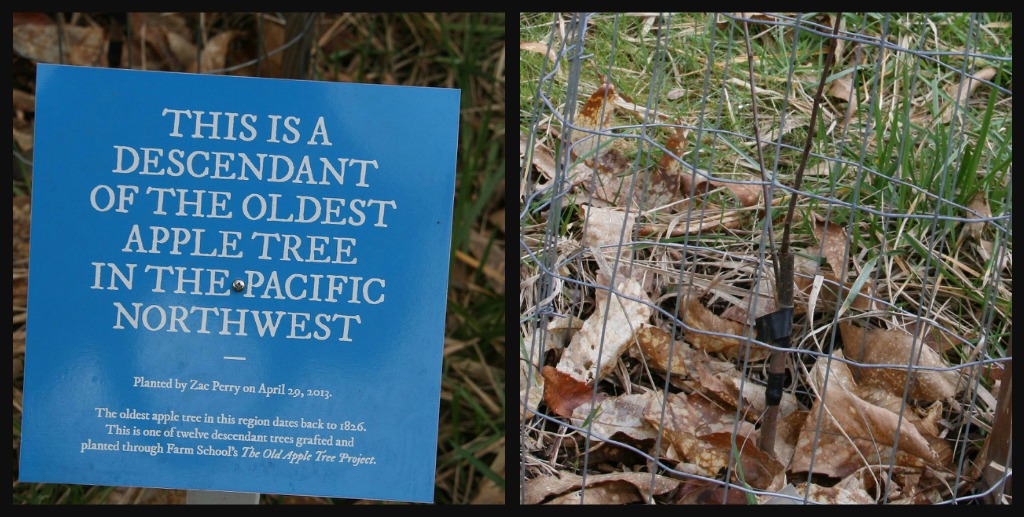 THIS IS A
DESCENDANT
OF THE OLDEST
APPLE TREE
IN THE PACIFIC
NORTHWEST
—
Planted by Zac Perry on April 29, 2013.
The oldest apple tree in this region dates back to 1826.
This is one of twelve descendant trees grafted and
planted through Farm School's The Old Apple Tree Project.